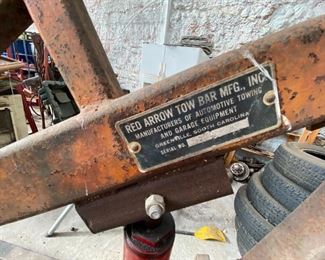 RED ARROW TOW BAR MFG., INC.
MANUFACTURERS OF AUTOMOTIVE TOWING
AND GARAGE EQUIPMENT
GREENVILLE, SOUTH CAROLINA
SERIAL NO.